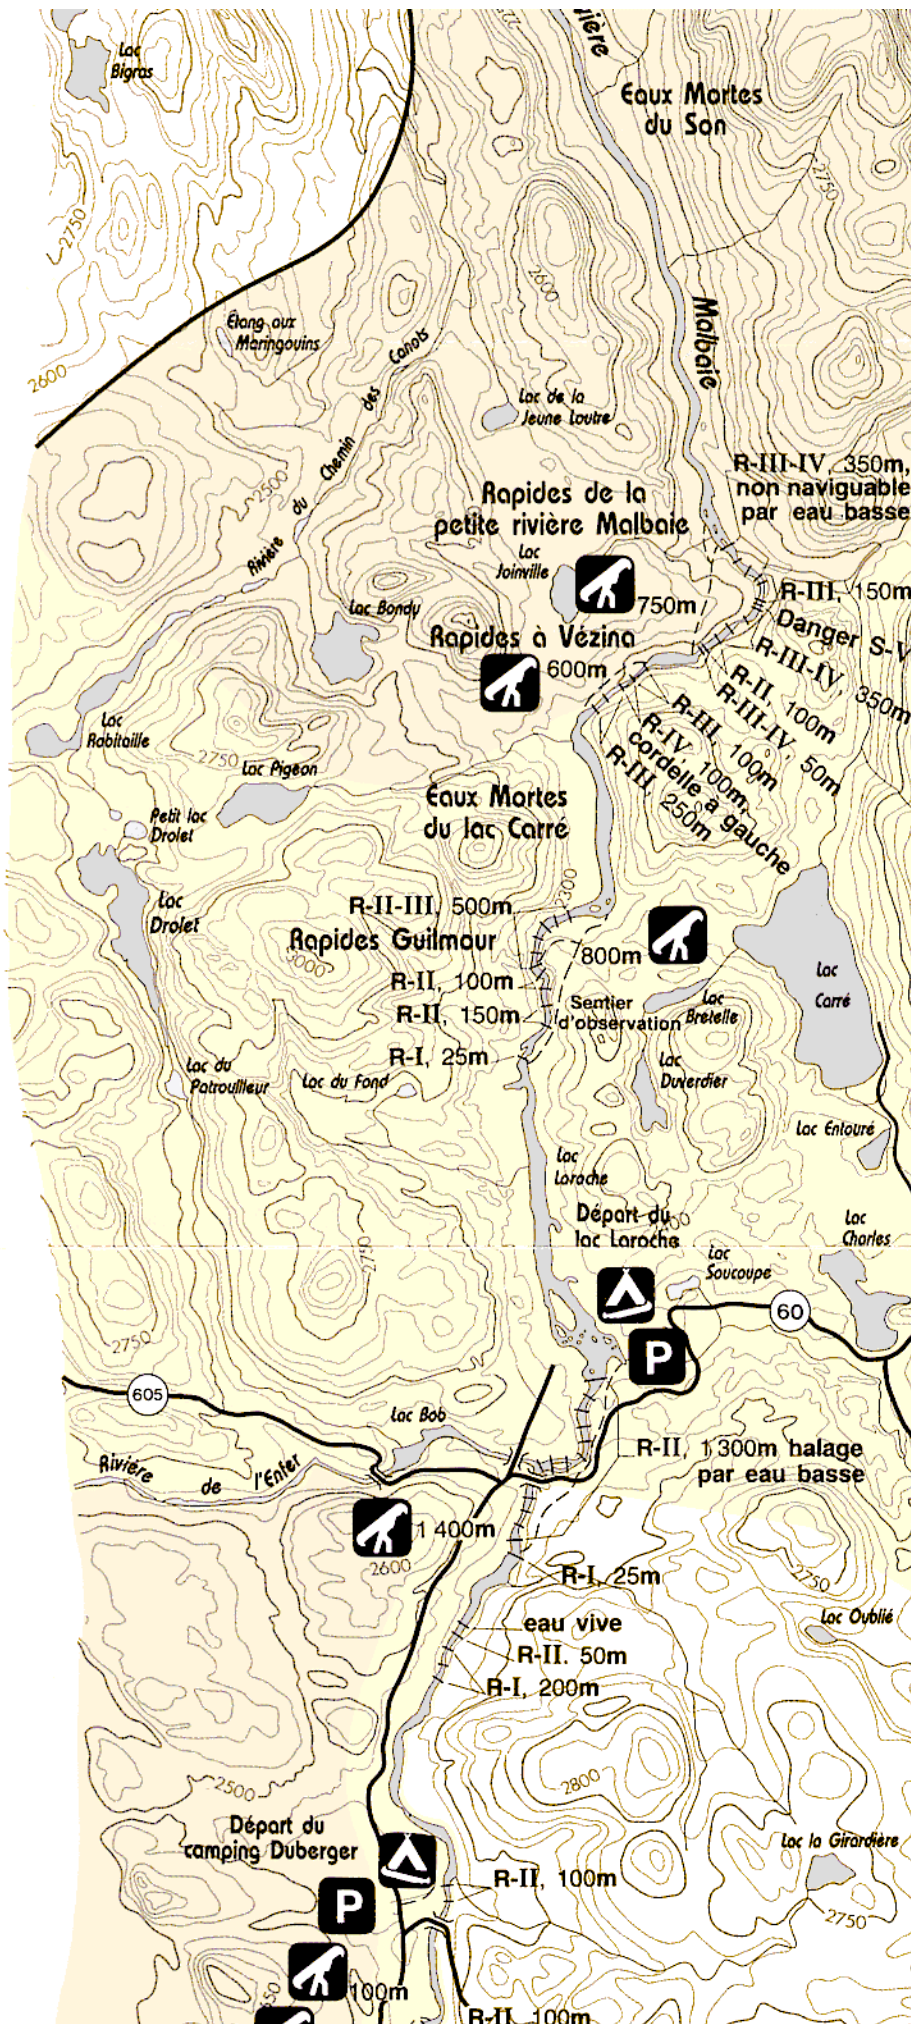 ière
Lac
Bigras
Eaux Mortes
du Son
2750
2750
2600
Étang aux
Maringouins
2600
Malbaie
Rivière du Chemin des Canots
Lac de la
Jeune Loutre
R-III-IV, 350m,
non naviguable
par eau basse
2500
Rapides de la
petite rivière Malbaie
Lac
Joinville
750m
R-III, 150m
Danger S-V
R-III-IV, 350m
Lac Bondy
Rapides à Vézina
600m
R-II, 100m
R-III-IV, 50m
R-III, 100m
R-IV, 100m,
cordelle à gauche
R-III, 250m
Lac
Rabitaille
2750
Lac Pigeon
Eaux Mortes
du lac Carré
Petit lac
Drolet
2300
R-II-III, 500m
Lac
Drolet
Rapides Guilmour
3000
800m
Lac
Carré
R-II, 100m
R-II, 150m
Sentier
d'observation
Lac
Bretelle
R-I, 25m
Lac du
Patrouilleur
Lac du Fond
Lac
Duverdier
Lac Entouré
Lac
Laroche
Départ du
lac Laroche
Lac
Charles
Lac
Soucoupe
2750
60
2750
P
605
Lac Bob
R-II, 1 300m halage
par eau basse
Rivière de l'Enfer
1 400m
2600
R-I, 25m
2750
Lac Oublié
eau vive
R-II. 50m
R-I, 200m
2500
2800
Départ du
camping Duberger
Lac la Girardière
R-II, 100m
P
2750
100m
R-II, 100m